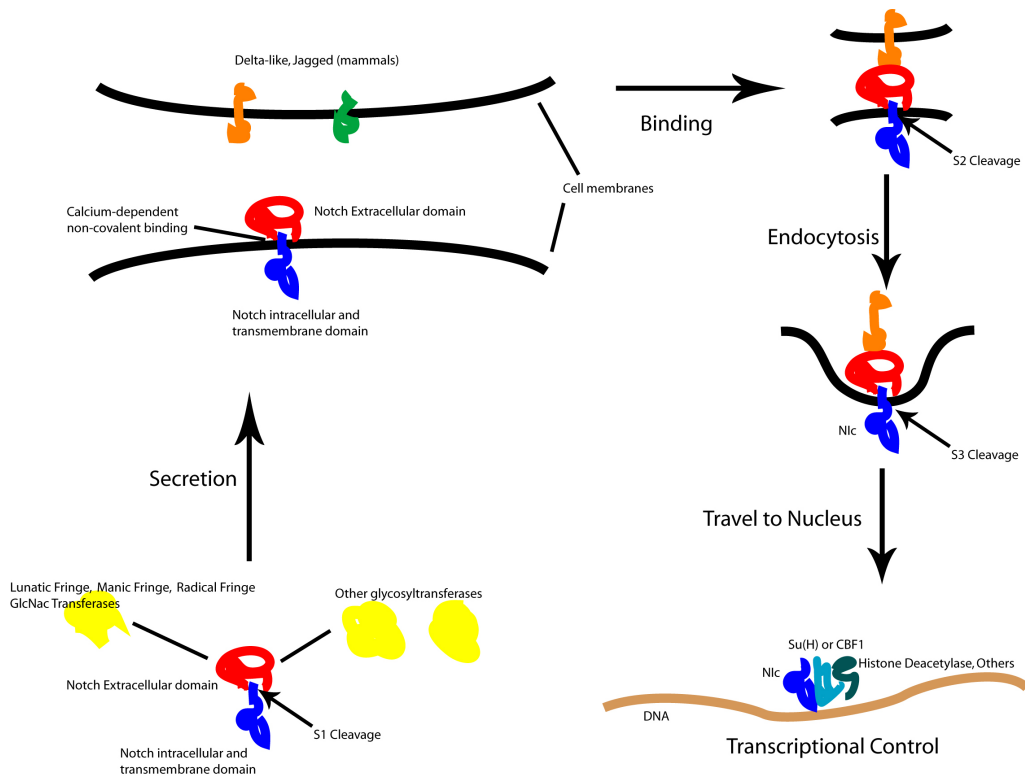 Delta-like, Jagged (mammals)
Binding
S2 Cleavage
Cell membranes
Calcium-dependent
non-covalent binding
Notch Extracellular domain
Endocytosis
Notch intracellular and
transmembrane domain
NIc
S3 Cleavage
Secretion
Travel to Nucleus
Lunatic Fringe, Manic Fringe, Radical Fringe
GlcNac Transferases
Other glycosyltransferases
Su(H) or CBF1
NIc
Histone Deacetylase, Others
Notch Extracellular domain
DNA
S1 Cleavage
Transcriptional Control
Notch intracellular and
transmembrane domain